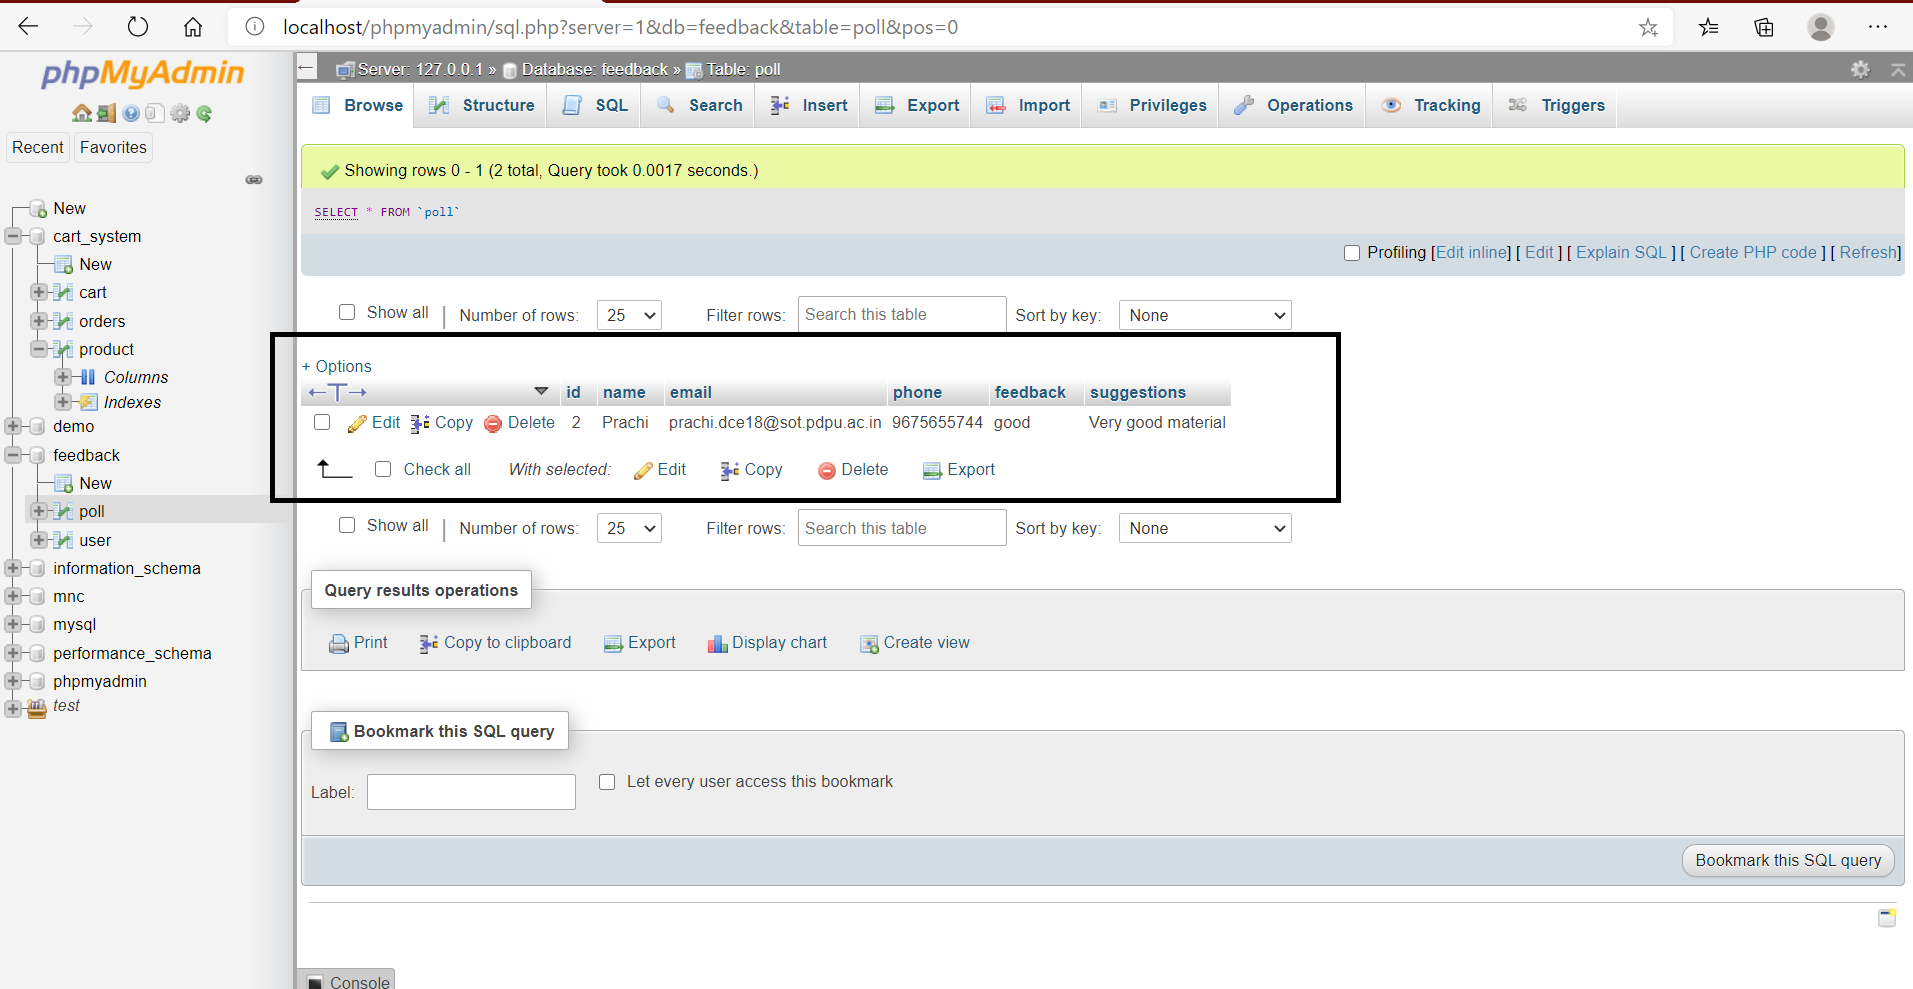 localhost/phpmyadmin/sql.php?server=1&db=feedback&table=poll&pos=0
phpMyAdmin
Recent Favorites
New
cart_system
New
cart
orders
product
Columns
Indexes
demo
feedback
New
poll
user
information_schema
mnc
mysql
performance_schema
phpmyadmin
test
Server: 127.0.0.1 » Database: feedback » Table: poll
Browse Structure SQL Search Insert Export Import Privileges Operations Tracking Triggers
Showing rows 0 - 1 (2 total, Query took 0.0017 seconds.)
SELECT * FROM `poll`
Profiling [Edit inline] [ Edit ] [ Explain SQL ] [ Create PHP code ] [ Refresh]
Show all | Number of rows: 25 Filter rows: Search this table Sort by key: None
+ Options
←T→ id name email phone feedback suggestions
Edit Copy Delete 2 Prachi prachi.dce18@sot.pdpu.ac.in 9675655744 good Very good material
Check all With selected: Edit Copy Delete Export
Show all | Number of rows: 25 Filter rows: Search this table Sort by key: None
Query results operations
Print Copy to clipboard Export Display chart Create view
Bookmark this SQL query
Label: Let every user access this bookmark
Bookmark this SQL query
Console